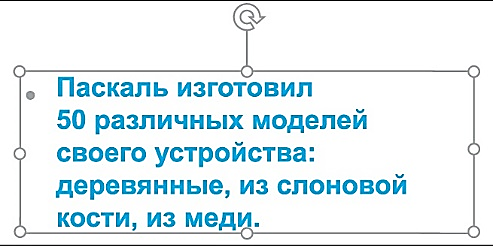 Паскаль изготовил
50 различных моделей
своего устройства:
деревянные, из слоновой
кости, из меди.